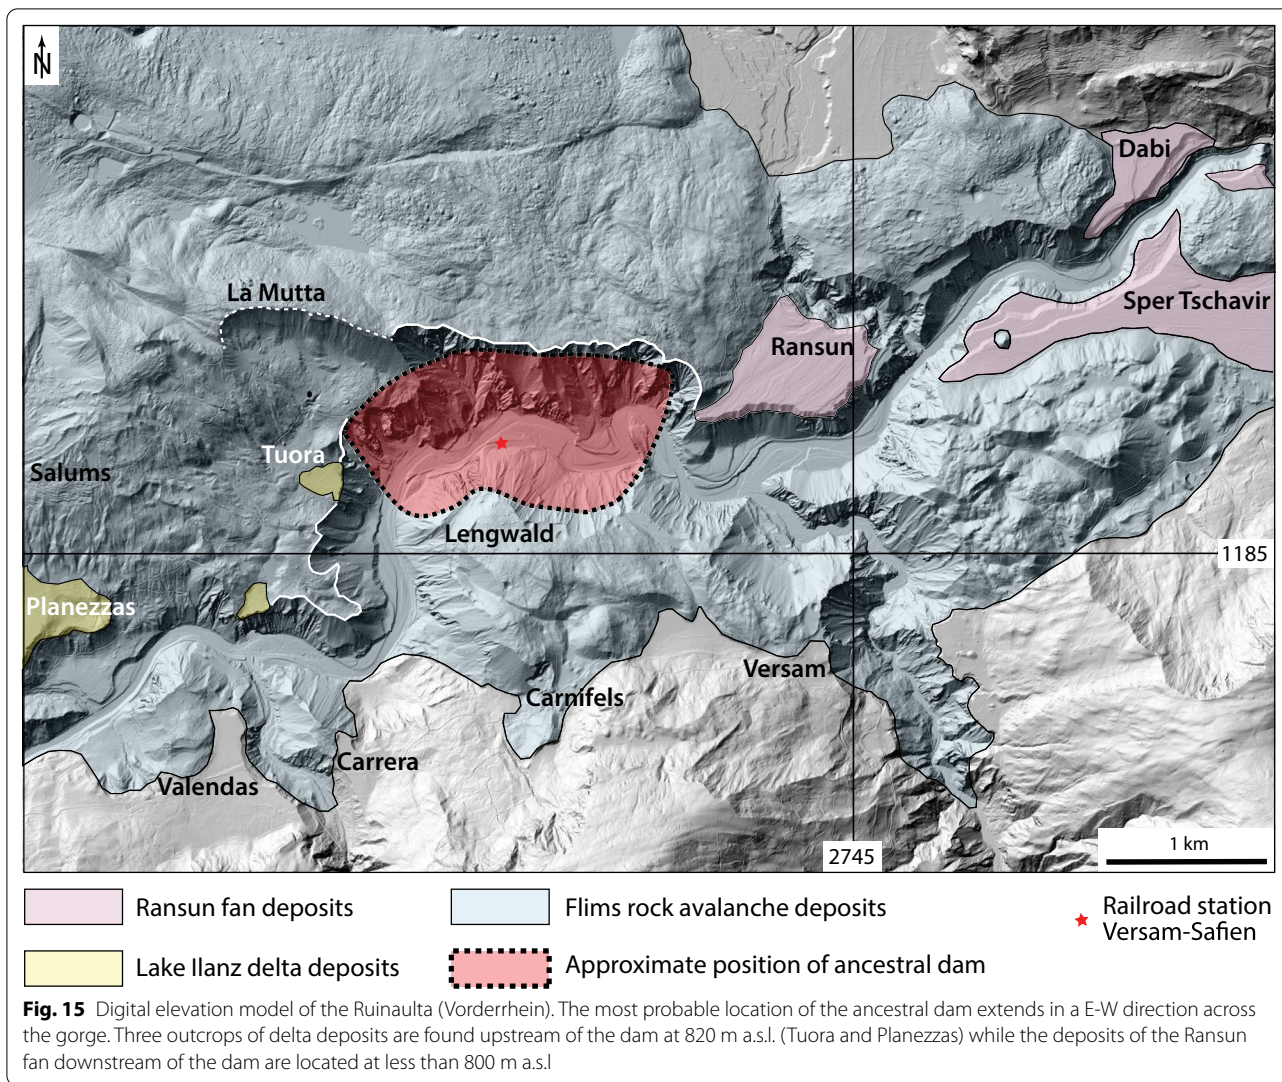 N
Dabi
La Mutta
Sper Tschavir
Ransun
Tuora
Salums
Lengwald
1185
Planezzas
Versam
Carnifels
Carrera
Valendas
2745
1 km
Ransun fan deposits
Flims rock avalanche deposits
Railroad station
Versam-Safien
Lake Ilanz delta deposits
Approximate position of ancestral dam
Fig. 15 Digital elevation model of the Ruinaulta (Vorderrhein). The most probable location of the ancestral dam extends in a E-W direction across
the gorge. Three outcrops of delta deposits are found upstream of the dam at 820 m a.s.l. (Tuora and Planezzas) while the deposits of the Ransun
fan downstream of the dam are located at less than 800 m a.s.l